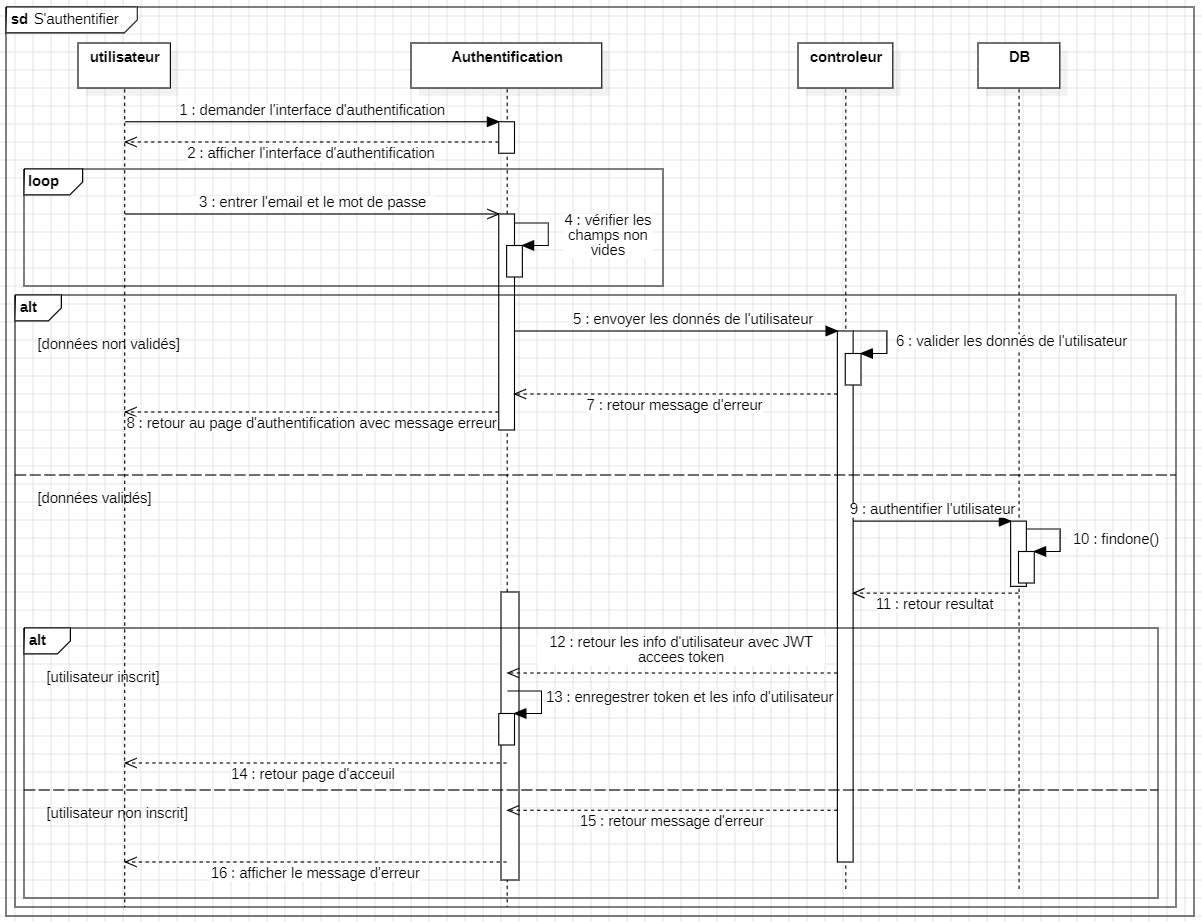 sd S'authentifier
utilisateur
Authentification
controleur
DB
1 : demander l'interface d'authentification
2 : afficher l'interface d'authentification
loop
3 : entrer l'email et le mot de passe
4 : vérifier les
champs non
vides
alt
5 : envoyer les donnés de l'utilisateur
[données non validés]
6 : valider les donnés de l'utilisateur
7 : retour message d'erreur
8 : retour au page d'authentification avec message erreur
[données validés]
9 : authentifier l'utilisateur
10 : findone()
11 : retour resultat
alt
12 : retour les info d'utilisateur avec JWT
accees token
[utilisateur inscrit]
13 : enregestrer token et les info d'utilisateur
14 : retour page d'acceuil
[utilisateur non inscrit]
15 : retour message d'erreur
16 : afficher le message d'erreur